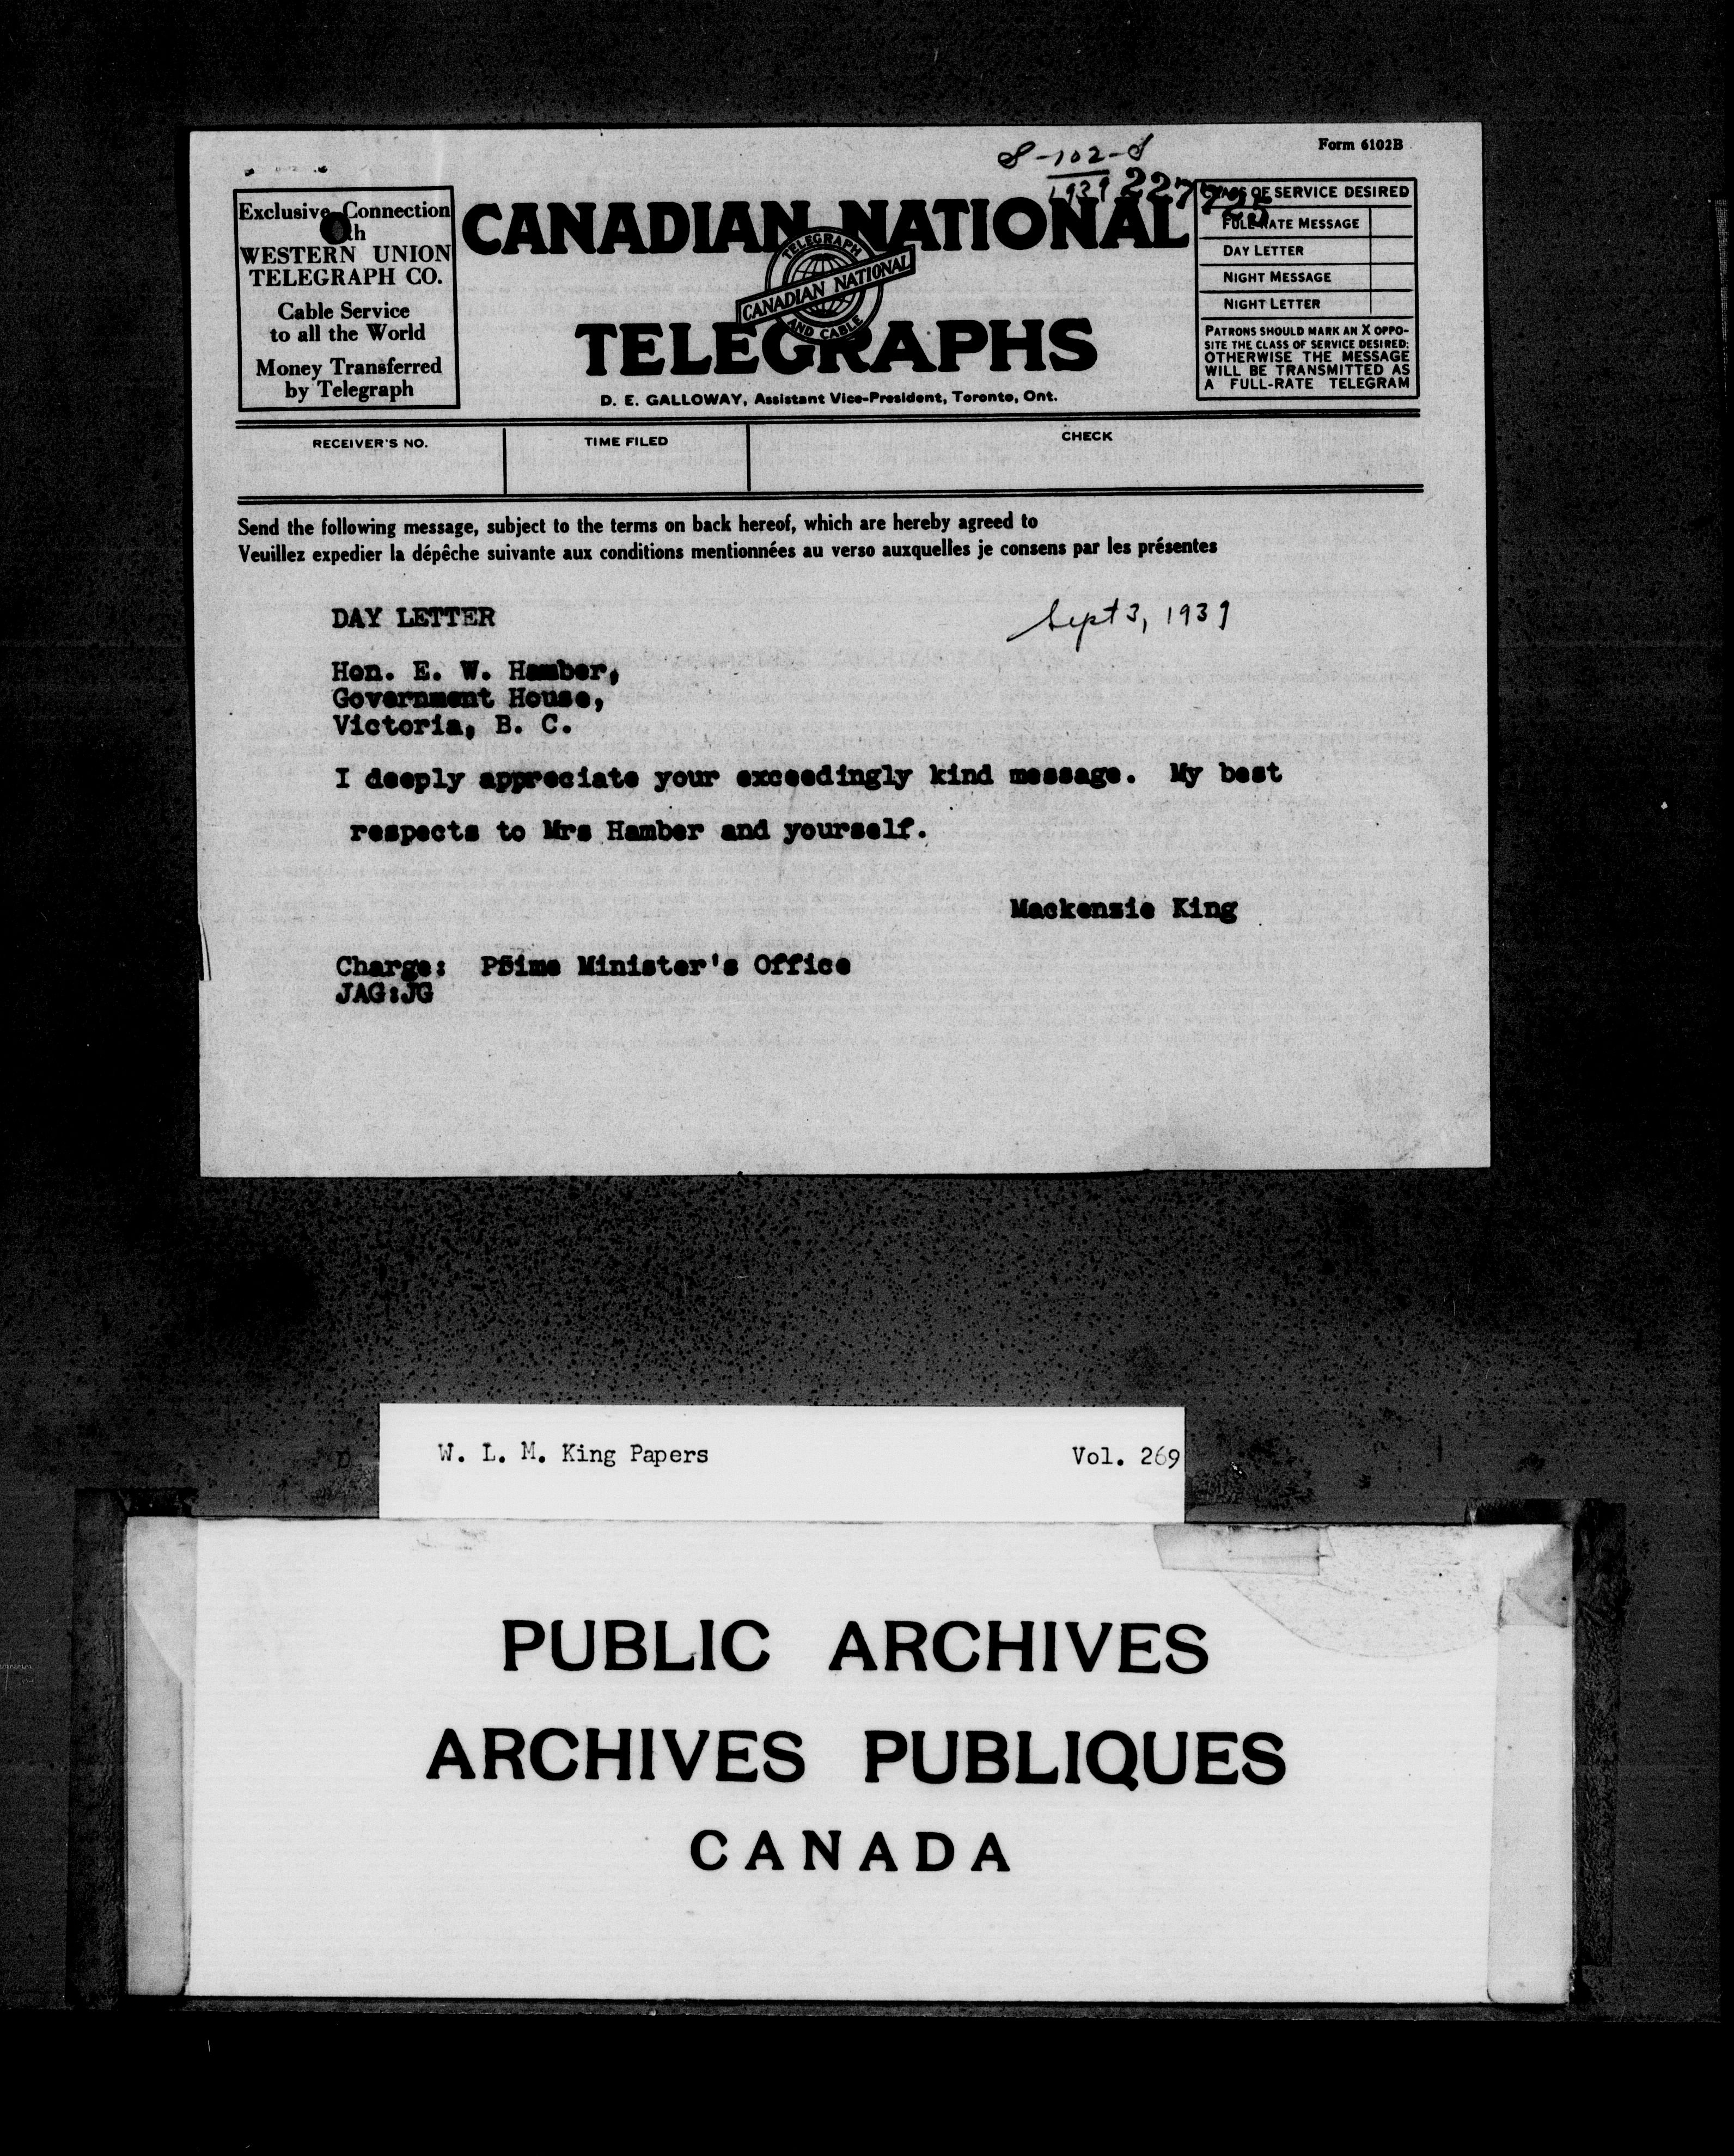 8-102-8
1939
Form 6102B
Exclusive Connection
WESTERN UNION
TELEGRAPH CO.
Cable Service
to all the World
Money Transferred
by Telegraph
CANADIAN NATIONAL
TELEGRAPH
CANADIAN NATIONAL
AND CABLE
TELEGRAPHS
D. E. GALLOWAY, Assistant Vice-President, Toronto, Ont.
OF SERVICE DESIRED
FULL-RATE MESSAGE
DAY LETTER
NIGHT MESSAGE
NIGHT LETTER
PATRONS SHOULD MARK AN X OPPO-
SITE THE CLASS OF SERVICE DESIRED;
OTHERWISE THE MESSAGE
WILL BE TRANSMITTED AS
A FULL-RATE TELEGRAM
RECEIVER'S NO.
TIME FILED
CHECK
Send the following message, subject to the terms on back hereof, which are hereby agreed to
Veuillez expedier la dépêche suivante aux conditions mentionnées au verso auxquelles je consens par les présentes
DAY LETTER
Sept 3, 1939
Hon. E. W. Hamber,
Government House,
Victoria, B. C.
I deeply appreciate your exceedingly kind message. My best
respects to Mrs Hamber and yourself.
Mackenzie King
Charge: Prime Minister's Office
JAG:JG
W. L. M. King Papers
Vol. 269
PUBLIC ARCHIVES
ARCHIVES PUBLIQUES
CANADA